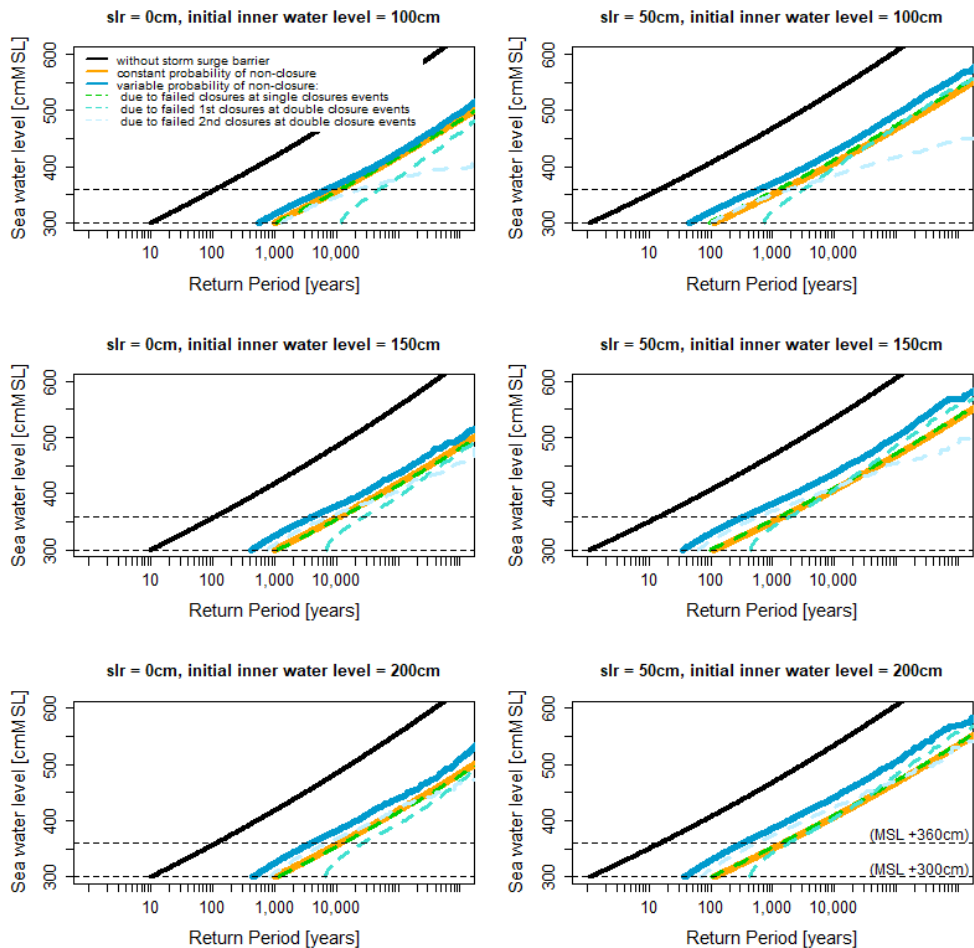 slr = 0cm, initial inner water level = 100cm
slr = 50cm, initial inner water level = 100cm
Sea water level [cmMSL]
600
500
400
300
without storm surge barrier
constant probability of non-closure
variable probability of non-closure:
due to failed closures at single closures events
due to failed 1st closures at double closure events
due to failed 2nd closures at double closure events
10
100
1,000
10,000
Return Period [years]
Sea water level [cmMSL]
600
500
400
300
10
100
1,000
10,000
Return Period [years]
slr = 0cm, initial inner water level = 150cm
slr = 50cm, initial inner water level = 150cm
Sea water level [cmMSL]
600
500
400
300
10
100
1,000
10,000
Return Period [years]
Sea water level [cmMSL]
600
500
400
300
10
100
1,000
10,000
Return Period [years]
slr = 0cm, initial inner water level = 200cm
slr = 50cm, initial inner water level = 200cm
Sea water level [cmMSL]
600
500
400
300
10
100
1,000
10,000
Return Period [years]
Sea water level [cmMSL]
600
500
400
300
(MSL +360cm)
(MSL +300cm)
10
100
1,000
10,000
Return Period [years]